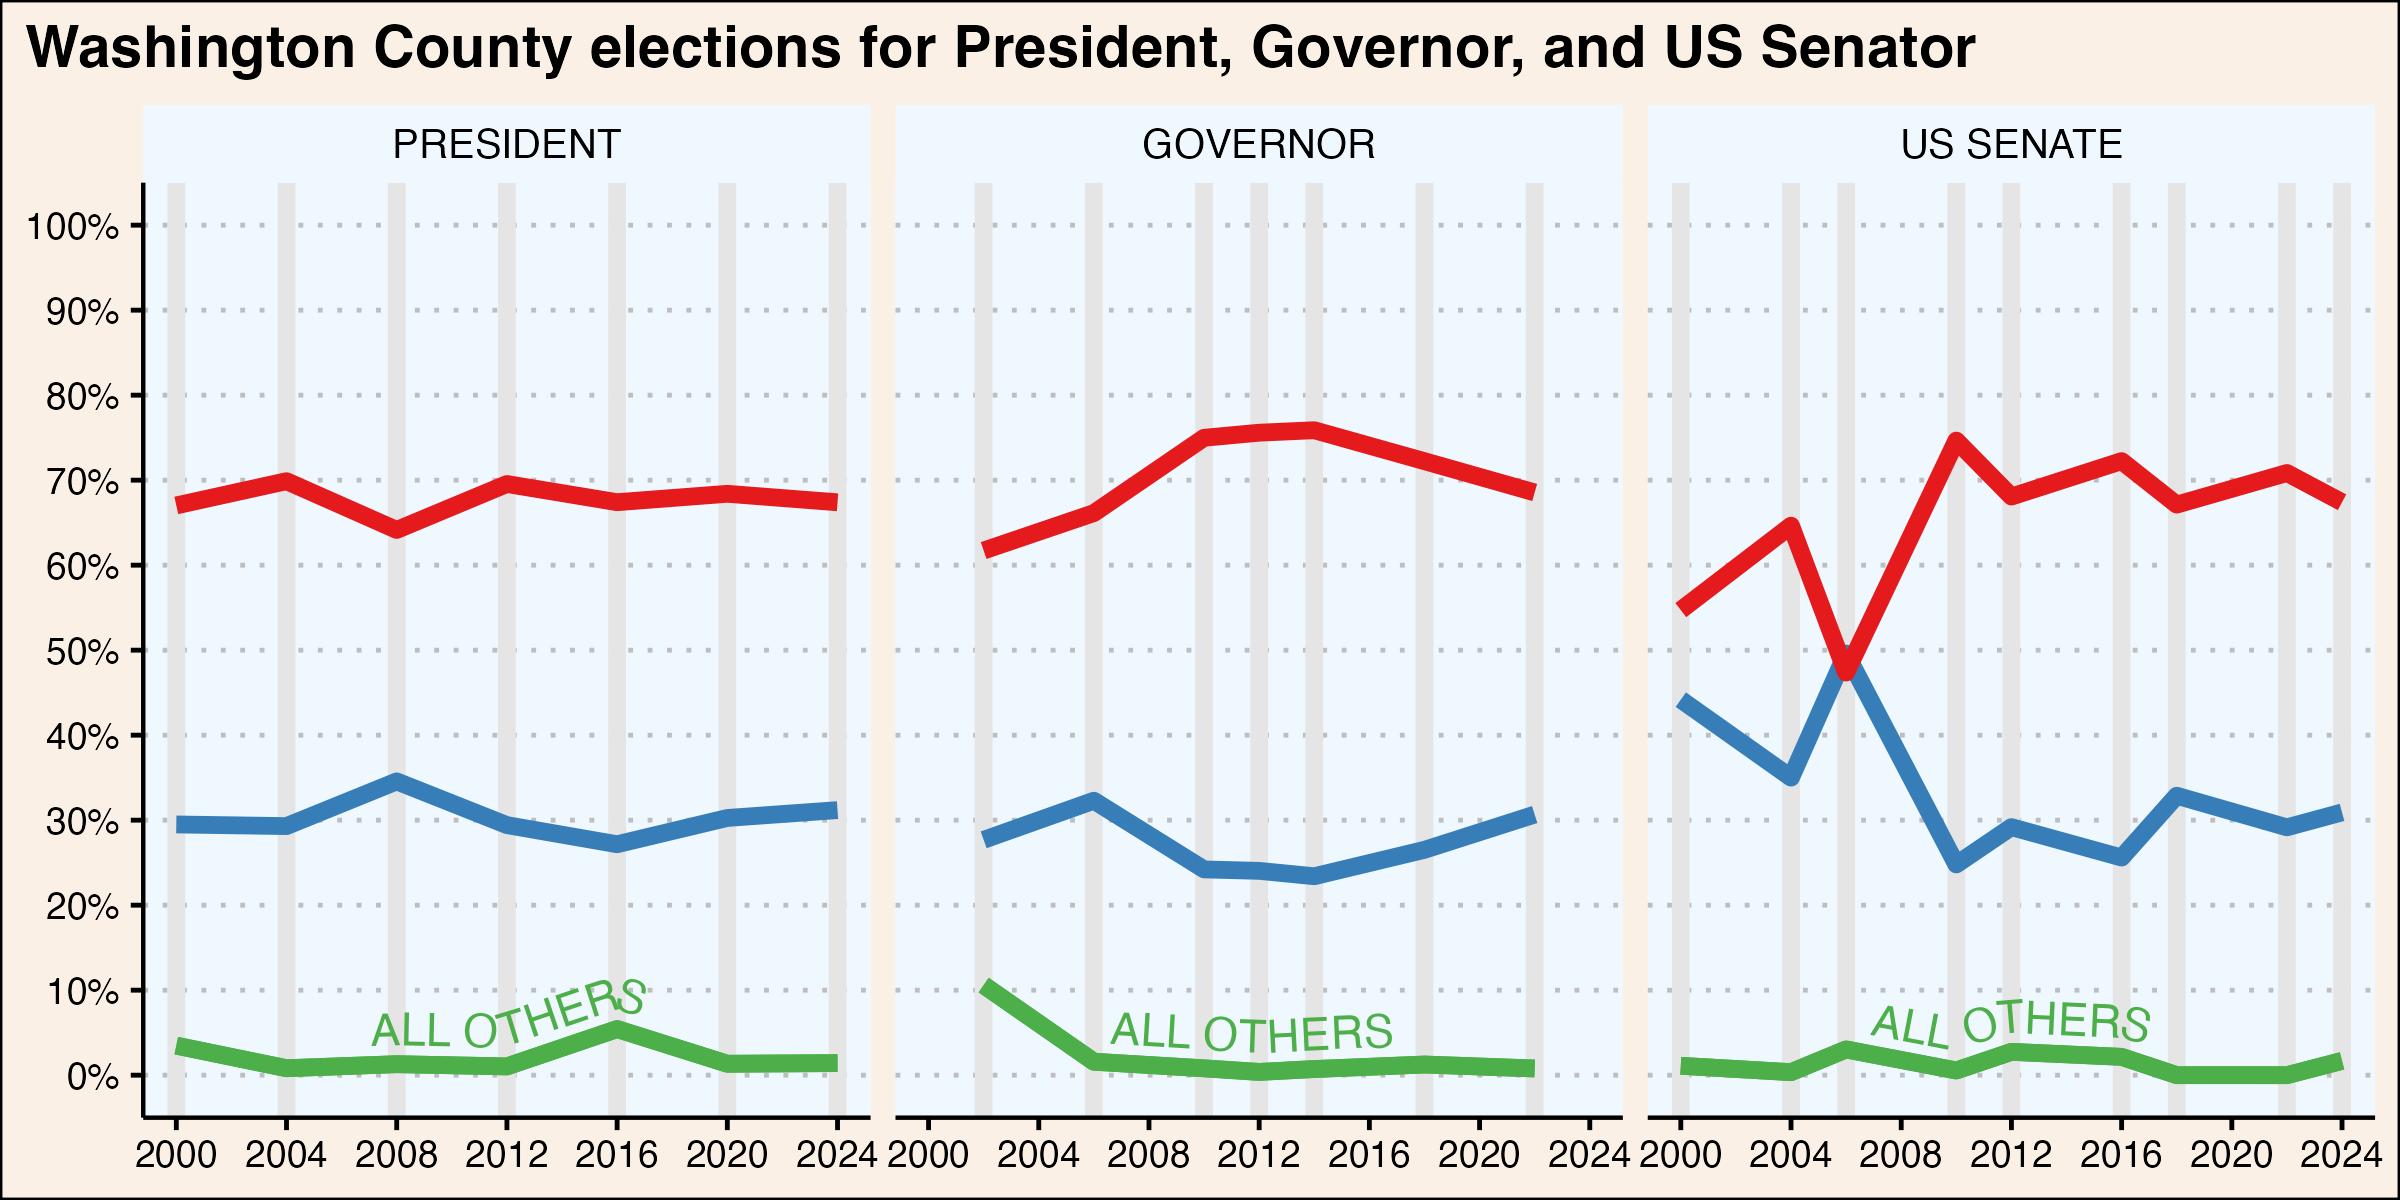 Washington County elections for President, Governor, and US Senator
PRESIDENT GOVERNOR US SENATE
100%
90%
80%
70%
60%
50%
40%
30%
20%
10%
0%
ALL OTHERS ALL OTHERS ALL OTHERS
2000 2004 2008 2012 2016 2020 2024 2000 2004 2008 2012 2016 2020 2024 2000 2004 2008 2012 2016 2020 2024